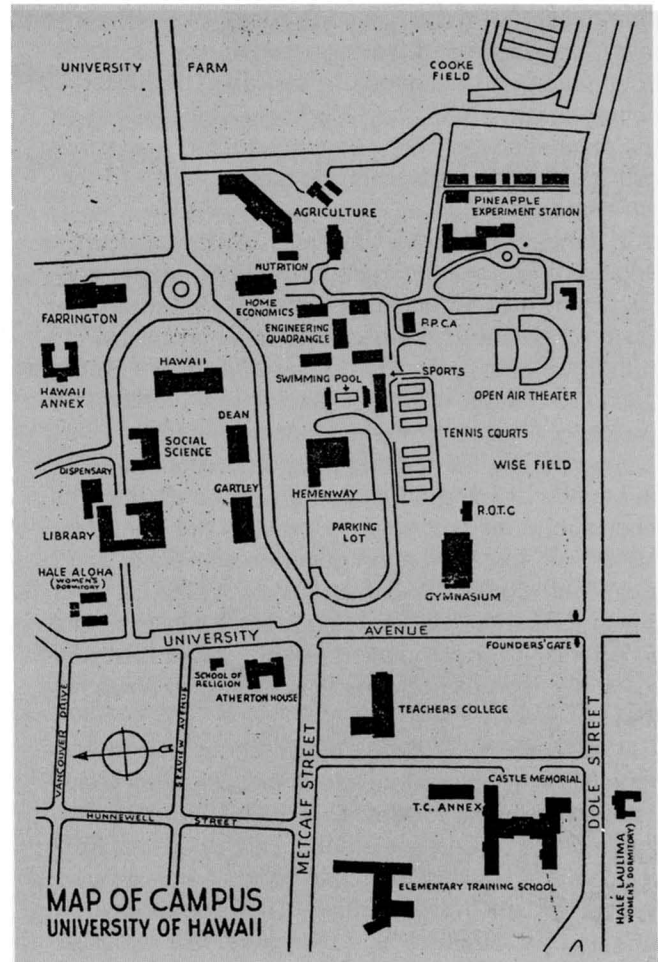 UNIVERSITY FARM
COOKE
FIELD
AGRICULTURE
PINEAPPLE
EXPERIMENT STATION
NUTRITION
HOME
ECONOMICS
FARRINGTON
ENGINEERING
QUADRANGLE
P.P.C.A
HAWAII
ANNEX
HAWAII
SWIMMING POOL
SPORTS
OPEN AIR THEATER
DEAN
SOCIAL
SCIENCE
TENNIS COURTS
DISPENSARY
GARTLEY
HEMENWAY
WISE FIELD
LIBRARY
PARKING
LOT
R.O.T.C
HALE ALOHA
(WOMEN'S
DORMITORY)
GYMNASIUM
UNIVERSITY AVENUE
FOUNDERS' GATE
SCHOOL OF
RELIGION
ATHERTON HOUSE
TEACHERS COLLEGE
VANCOUVER DRIVE
SEAVIEW AVENUE
METCALF STREET
DOLE STREET
CASTLE MEMORIAL
T.C. ANNEX
HUNNEWELL STREET
ELEMENTARY TRAINING SCHOOL
HALE LAULIMA
(WOMEN'S DORMITORY)
MAP OF CAMPUS
UNIVERSITY OF HAWAII